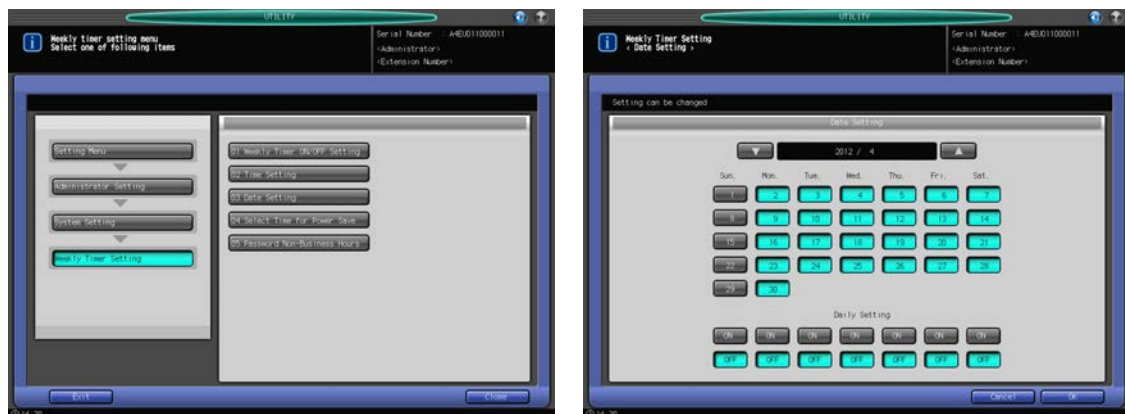 UTILITY
Weekly timer setting menu
Select one of following items
Serial Number : A4EU011000011
<Administrator>
<Extension Number>
Setting Menu
Administrator Setting
System Setting
Weekly Timer Setting
01 Weekly Timer ON/OFF Setting
02 Time Setting
03 Date Setting
04 Select Time for Power Save
05 Password Non-Business Hours
Exit
Close
UTILITY
Weekly Timer Setting
< Date Setting >
Serial Number : A4EU011000011
<Administrator>
<Extension Number>
Setting can be changed
Date Setting
2012 / 4
Sun. Mon. Tue. Wed. Thu. Fri. Sat.
1 2 3 4 5 6 7
8 9 10 11 12 13 14
15 16 17 18 19 20 21
22 23 24 25 26 27 28
29 30
Daily Setting
ON ON ON ON ON ON ON
OFF OFF OFF OFF OFF OFF OFF
Cancel OK